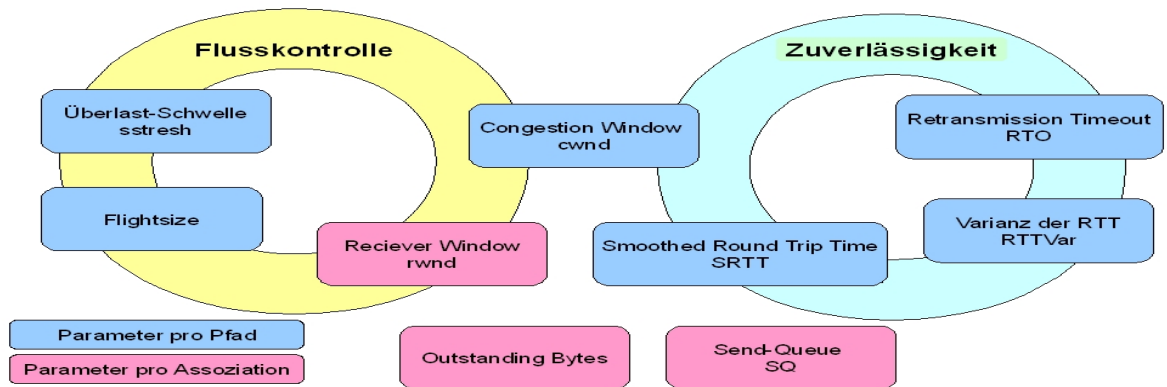 Flusskontrolle
Zuverlässigkeit
Überlast-Schwelle
sstresh
Congestion Window
cwnd
Retransmission Timeout
RTO
Flightsize
Reciever Window
rwnd
Smoothed Round Trip Time
SRTT
Varianz der RTT
RTTVar
Parameter pro Pfad
Parameter pro Assoziation
Outstanding Bytes
Send-Queue
SQ